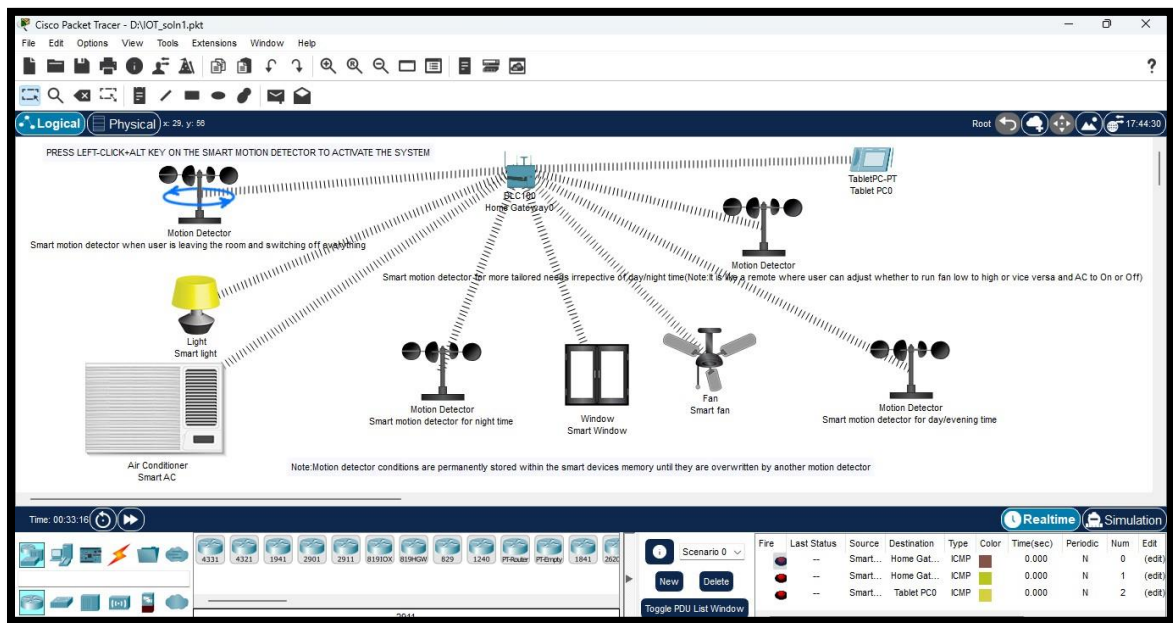 Cisco Packet Tracer - D:\IOT_soln1.pkt
File Edit Options View Tools Extensions Window Help
?
Logical Physical x: 29, y: 56 Root 17:44:30
PRESS LEFT-CLICK+ALT KEY ON THE SMART MOTION DETECTOR TO ACTIVATE THE SYSTEM
TabletPC-PT
Tablet PC0
DLC100
Home Gateway0
Motion Detector
Smart motion detector when user is leaving the room and switching off everything
Motion Detector
Smart motion detector for more tailored needs irrepective of day/night time(Note:it is like a remote where user can adjust whether to run fan low to high or vice versa and AC to On or Off)
Light
Smart light
Motion Detector
Smart motion detector for night time
Window
Smart Window
Fan
Smart fan
Motion Detector
Smart motion detector for day/evening time
Air Conditioner
Smart AC
Note:Motion detector conditions are permanently stored within the smart devices memory until they are overwritten by another motion detector
Time: 00:33:16 Realtime Simulation
4331 4321 1941 2901 2911 819IOX 819HGW 829 1240 PT-Router PT-Empty 1841 2620
2911
Scenario 0
New Delete
Toggle PDU List Window
Fire Last Status Source Destination Type Color Time(sec) Periodic Num Edit
-- Smart... Home Gat... ICMP 0.000 N 0 (edit)
-- Smart... Home Gat... ICMP 0.000 N 1 (edit)
-- Smart... Tablet PC0 ICMP 0.000 N 2 (edit)